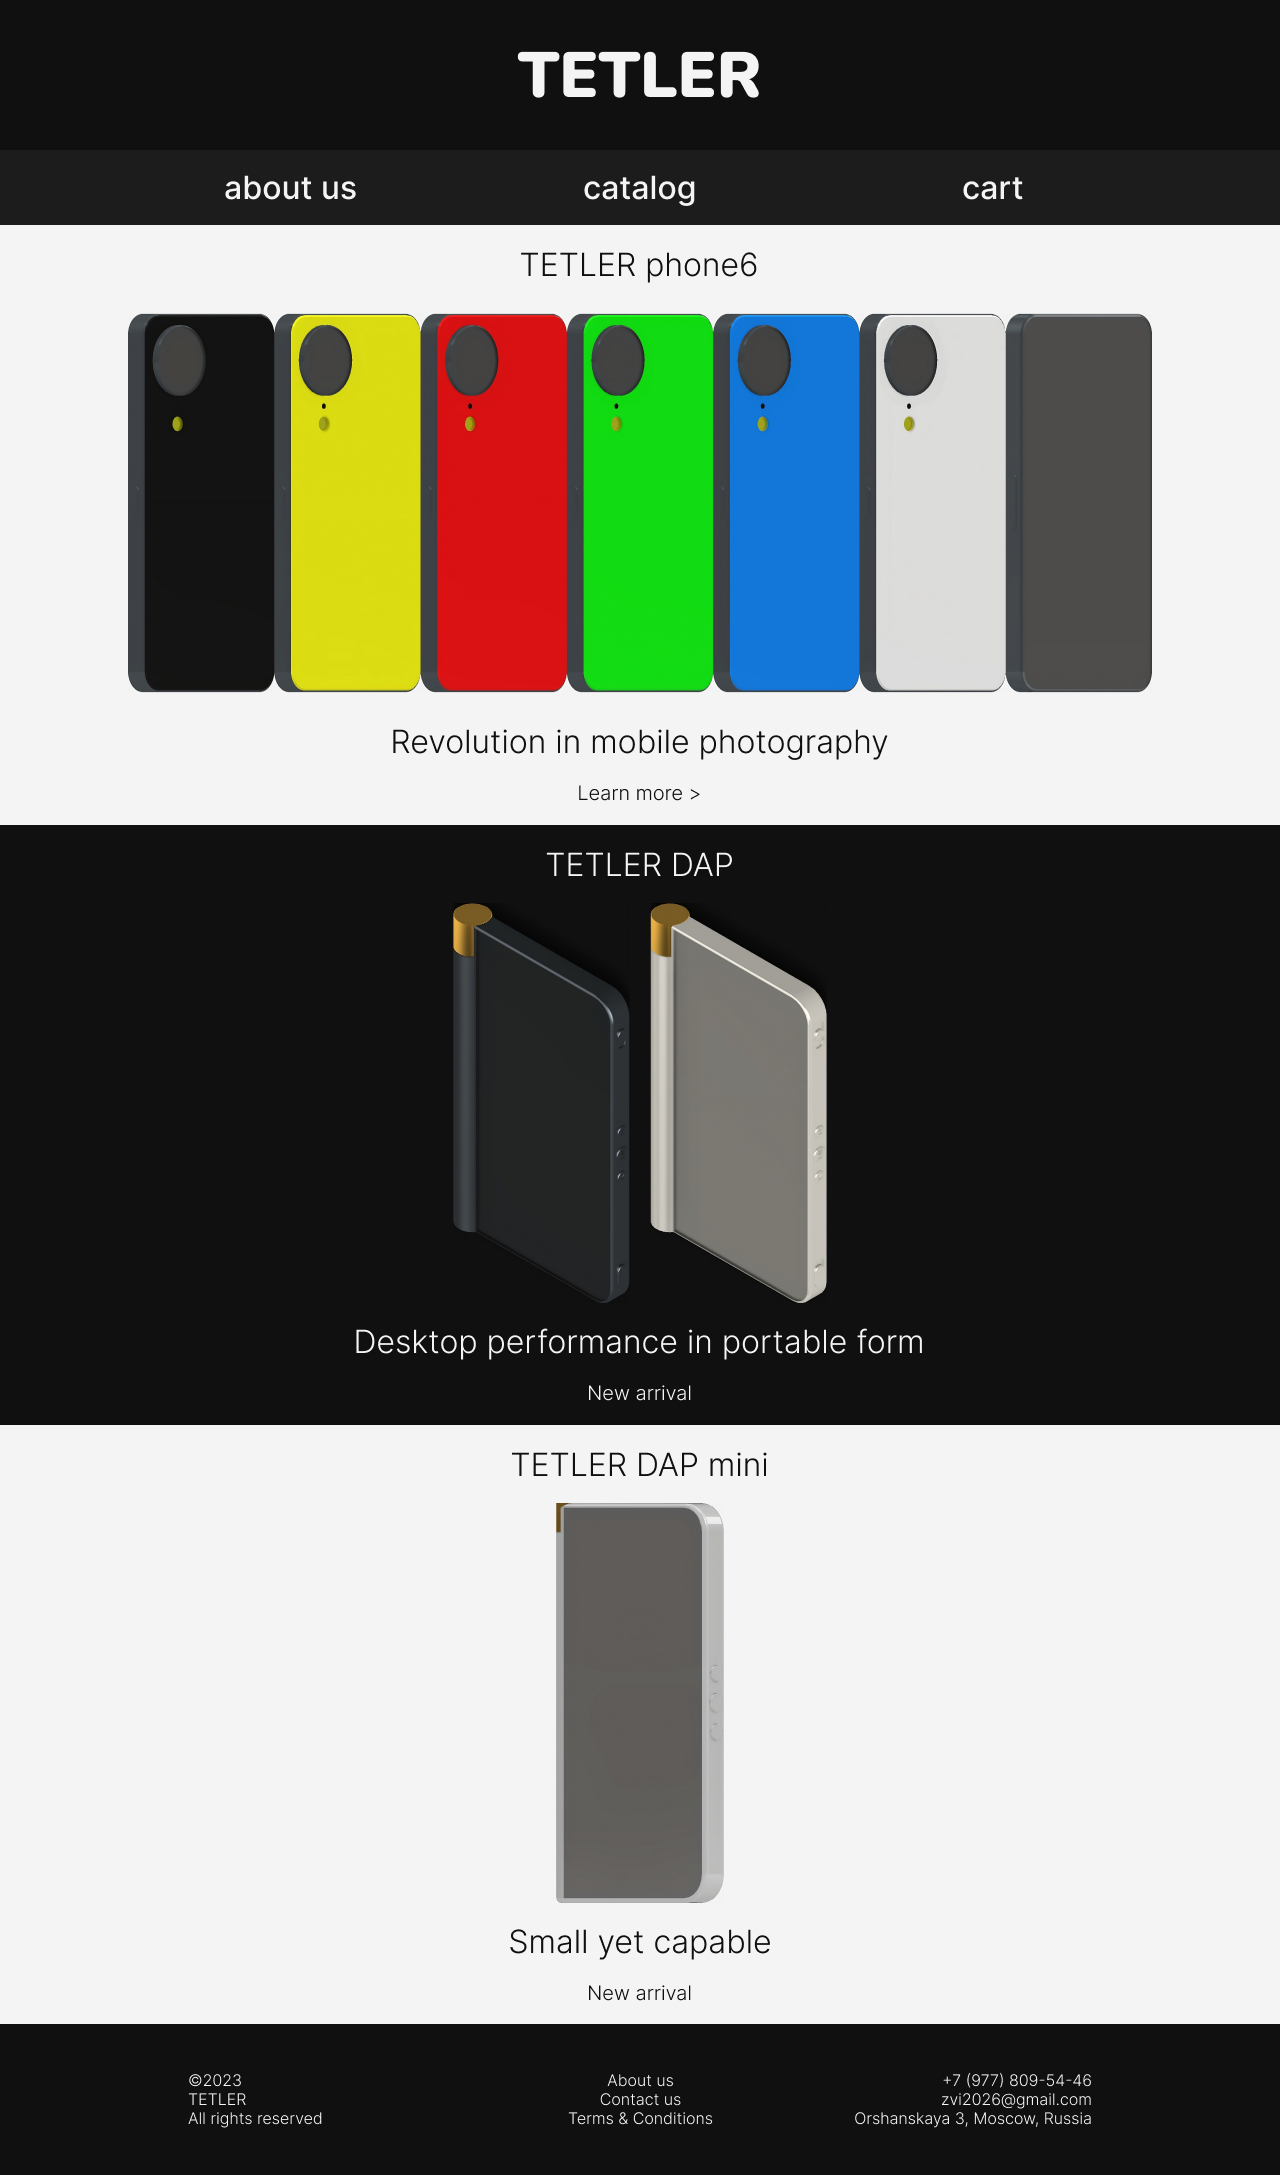 TETLER
about us
catalog
cart
TETLER phone6
Revolution in mobile photography
Learn more >
TETLER DAP
Desktop performance in portable form
New arrival
TETLER DAP mini
Small yet capable
New arrival
©2023
TETLER
All rights reserved
About us
Contact us
Terms & Conditions
+7 (977) 809-54-46
zvi2026@gmail.com
Orshanskaya 3, Moscow, Russia